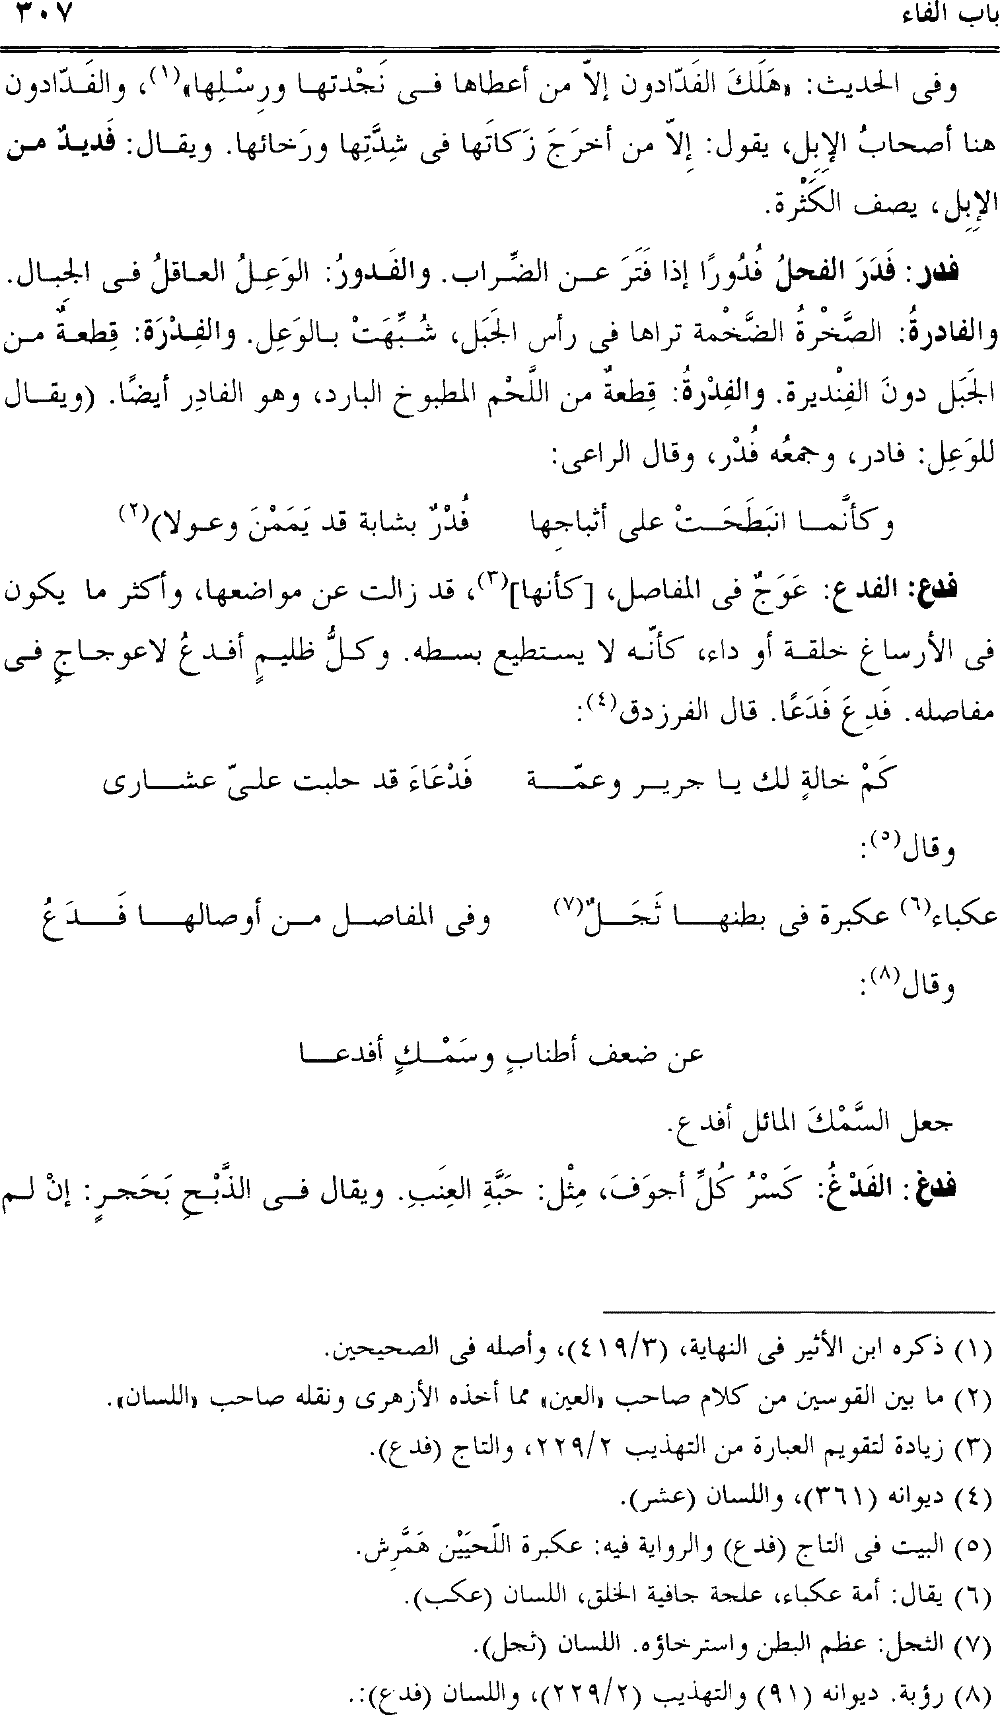 باب الفاء ٣٠٧
وفى الحديث: «هَلَكَ الفَدّادون إلاّ من أعطاها فى نَجْدتها ورِسْلِها»(١)، والفَدّادون
هنا أصحابُ الإِبِل، يقول: إِلاّ من أخرَجَ زَكاتَها فى شِدَّتِها ورَخائها. ويقال: فَديدٌ من
الإِبِل، يصف الكَثْرة.
فدر: فَدَرَ الفحلُ فُدُورًا إذا فَتَرَ عن الضِّراب. والفَدورُ: الوَعِلُ العاقلُ فى الجِبال.
والفادرةُ: الصَّخْرةُ الضَّخْمة تراها فى رأس الجَبَل، شُبِّهَتْ بالوَعِل. والفِدْرَة: قِطعةٌ من
الجَبَل دونَ الفِنْديرة. والفِدْرةُ: قِطعةٌ من اللَّحْم المطبوخ البارد، وهو الفادِر أيضًا. (ويقال
للوَعِل: فادر، وجمعُه فُدْر، وقال الراعى:
وكأنَّما انبَطَحَتْ على أثباجِها فُدْرٌ بشابة قد يَمَمْنَ وعولا)(٢)
فدع: الفدع: عَوَجٌ فى المفاصل، [كأنها](٣)، قد زالت عن مواضعها، وأكثر ما يكون
فى الأرساغ خلقة أو داء، كأنّه لا يستطيع بسطه. وكلُّ ظليمٍ أفدعُ لاعوجاجٍ فى
مفاصله. فَدِعَ فَدَعًا. قال الفرزدق(٤):
كَمْ خالةٍ لك يا جرير وعمّة فَدْعَاءَ قد حلبت علىّ عشارى
وقال(٥):
عكباء(٦) عكبرة فى بطنها ثَجَلٌ(٧) وفى المفاصل من أوصالها فَدَعُ
وقال(٨):
عن ضعف أطنابٍ وسَمْكٍ أفدعا
جعل السَّمْكَ المائل أفدع.
فدغ: الفَدْغُ: كَسْرُ كُلِّ أجوَفَ، مِثْل: حَبَّةِ العِنَبِ. ويقال فى الذَّبْحِ بَحَجرٍ: إنْ لم
(١) ذكره ابن الأثير فى النهاية، (٤١٩/٣)، وأصله فى الصحيحين.
(٢) ما بين القوسين من كلام صاحب «العين» مما أخذه الأزهرى ونقله صاحب «اللسان».
(٣) زيادة لتقويم العبارة من التهذيب ٢٢٩/٢، والتاج (فدع).
(٤) ديوانه (٣٦١)، واللسان (عشر).
(٥) البيت فى التاج (فدع) والرواية فيه: عكبرة اللّحيَيْن هَمَّرِش.
(٦) يقال: أمة عكباء، علجة جافية الخلق، اللسان (عكب).
(٧) الثجل: عظم البطن واسترخاؤه. اللسان (ثجل).
(٨) رؤبة. ديوانه (٩١) والتهذيب (٢٢٩/٢)، واللسان (فدع):.